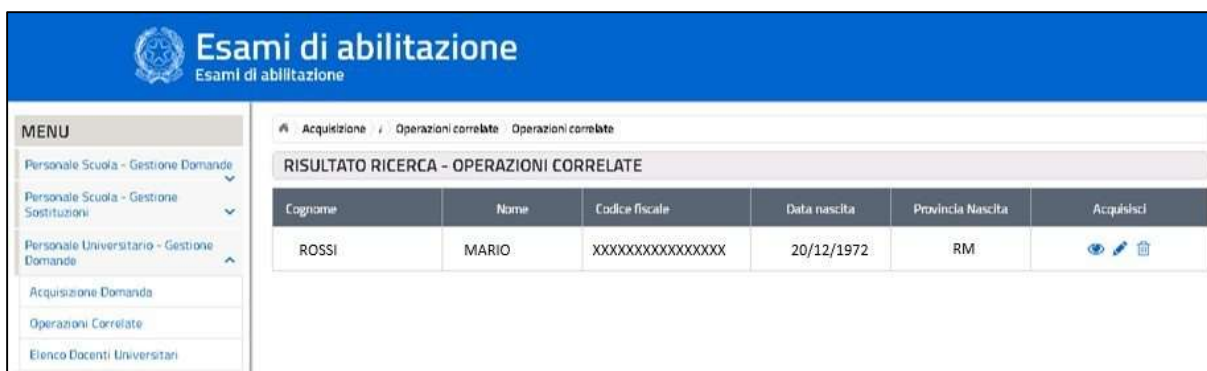 Esami di abilitazione
Esami di abilitazione
MENU
Personale Scuola - Gestione Domande
Personale Scuola - Gestione
Sostituzioni
Personale Universitario - Gestione
Domande
Acquisizione Domanda
Operazioni Correlate
Elenco Docenti Universitari
Acquisizione / Operazioni correlate Operazioni correlate
RISULTATO RICERCA - OPERAZIONI CORRELATE
Cognome Nome Codice fiscale Data nascita Provincia Nascita Acquisisci
ROSSI MARIO XXXXXXXXXXXXXXXX 20/12/1972 RM